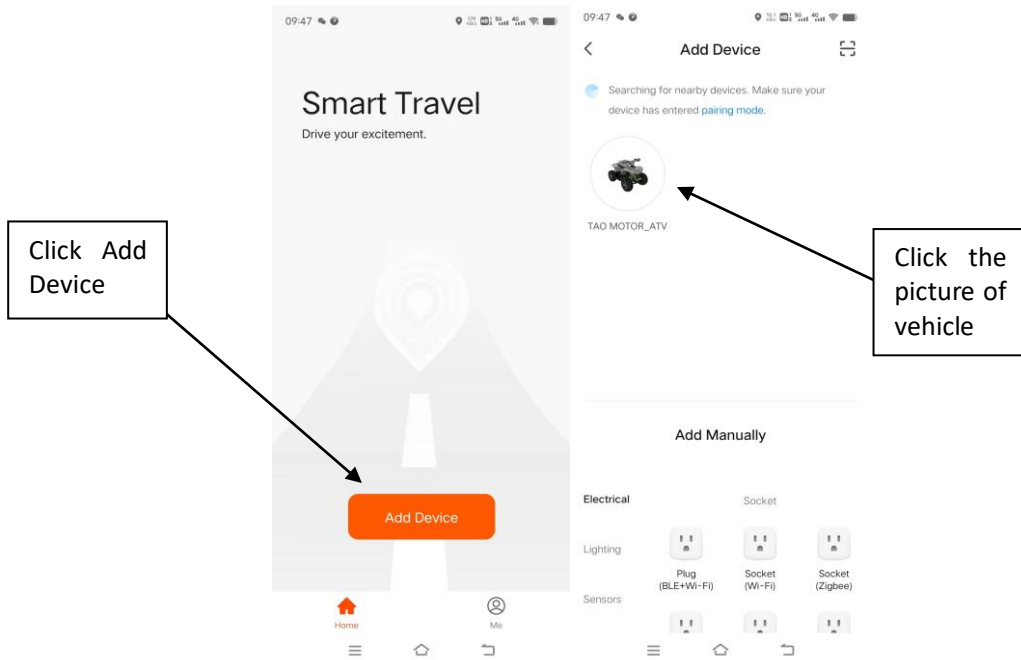 09:47
Smart Travel
Drive your excitement.
Click Add
Device
Add Device
Home
Me
09:47
Add Device
Searching for nearby devices. Make sure your
device has entered pairing mode.
TAO MOTOR_ATV
Click the
picture of
vehicle
Add Manually
Electrical
Socket
Lighting
Plug
(BLE+Wi-Fi)
Socket
(Wi-Fi)
Socket
(Zigbee)
Sensors